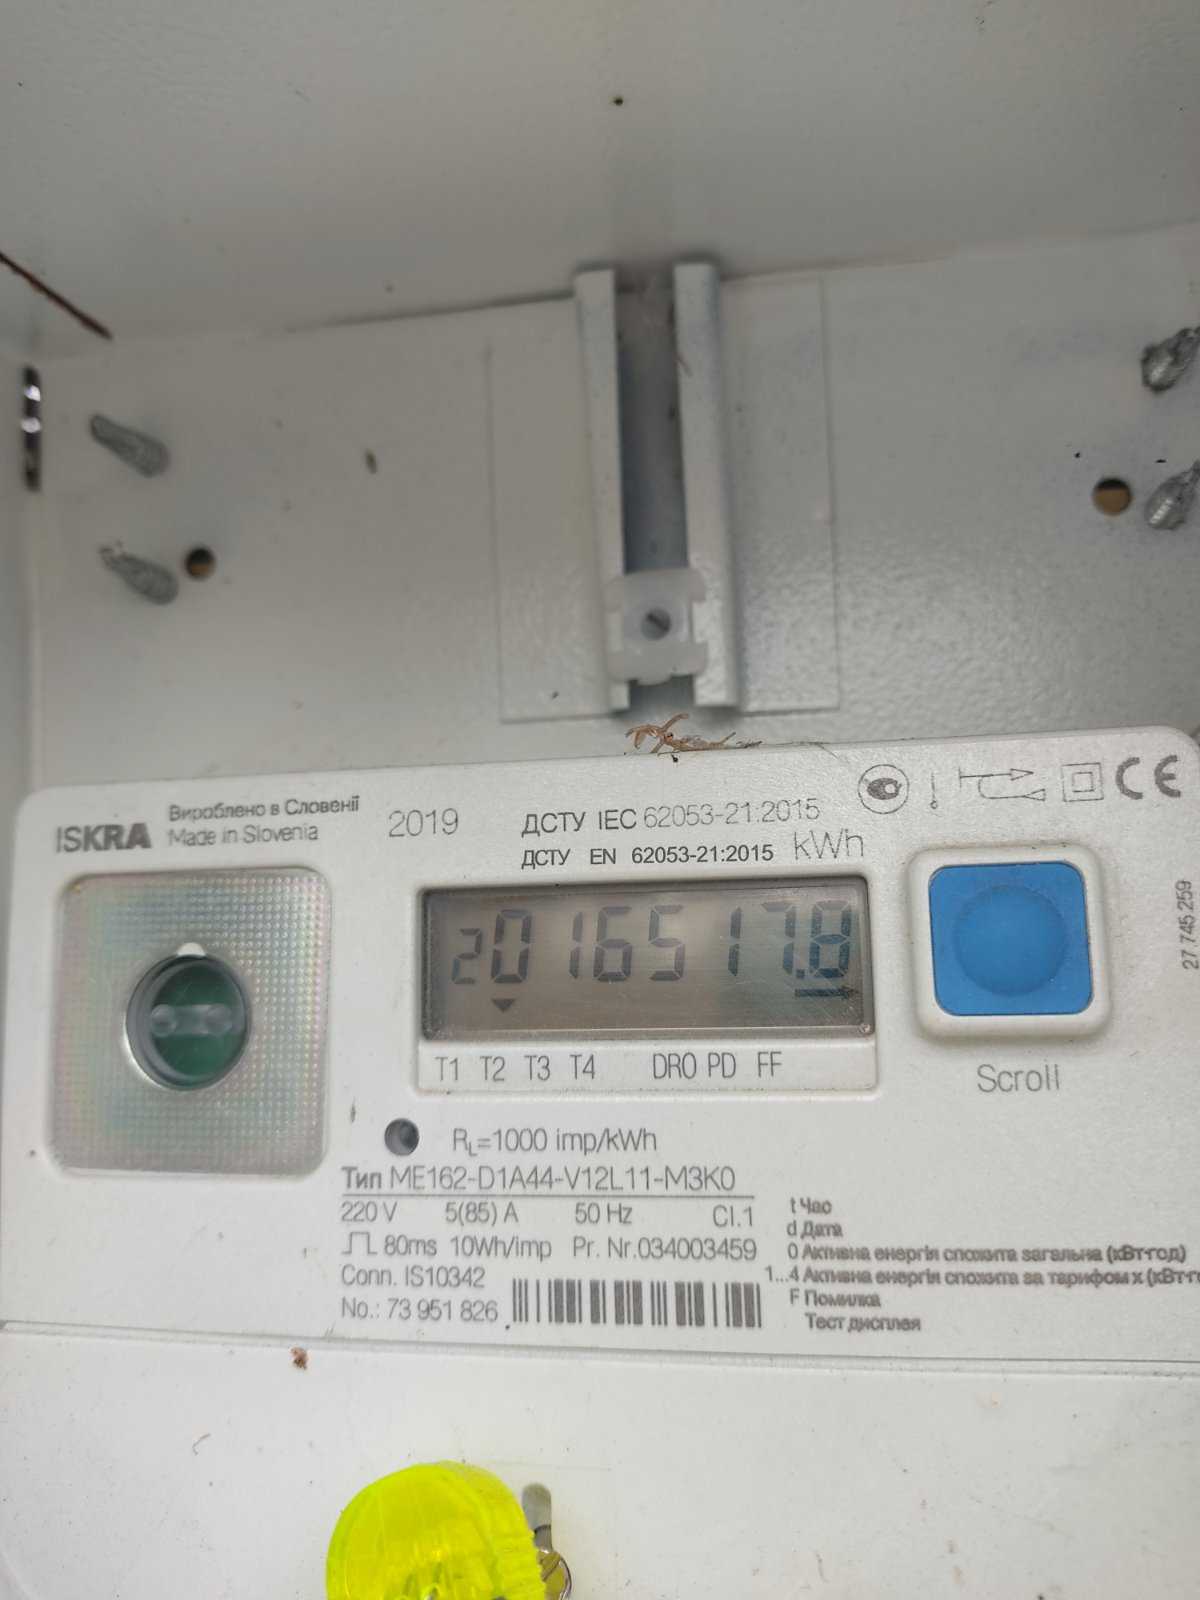 ISKRA
Вироблено в Словенії
Made in Slovenia
2019
ДСТУ IEC 62053-21:2015
ДСТУ EN 62053-21:2015
kWh
CE
2 016517.8
T1 T2 T3 T4 DRO PD FF
Scroll
27.745.259
RL=1000 imp/kWh
Тип ME162-D1A44-V12L11-M3K0
220 V 5(85) A 50 Hz Cl.1
80ms 10Wh/imp Pr. Nr.034003459
Conn. IS10342
No.: 73 951 826
t Час
d Дата
0 Активна енергія спожита загальна (кВт·год)
1...4 Активна енергія спожита за тарифом x
F Помилка
Тест дисплея